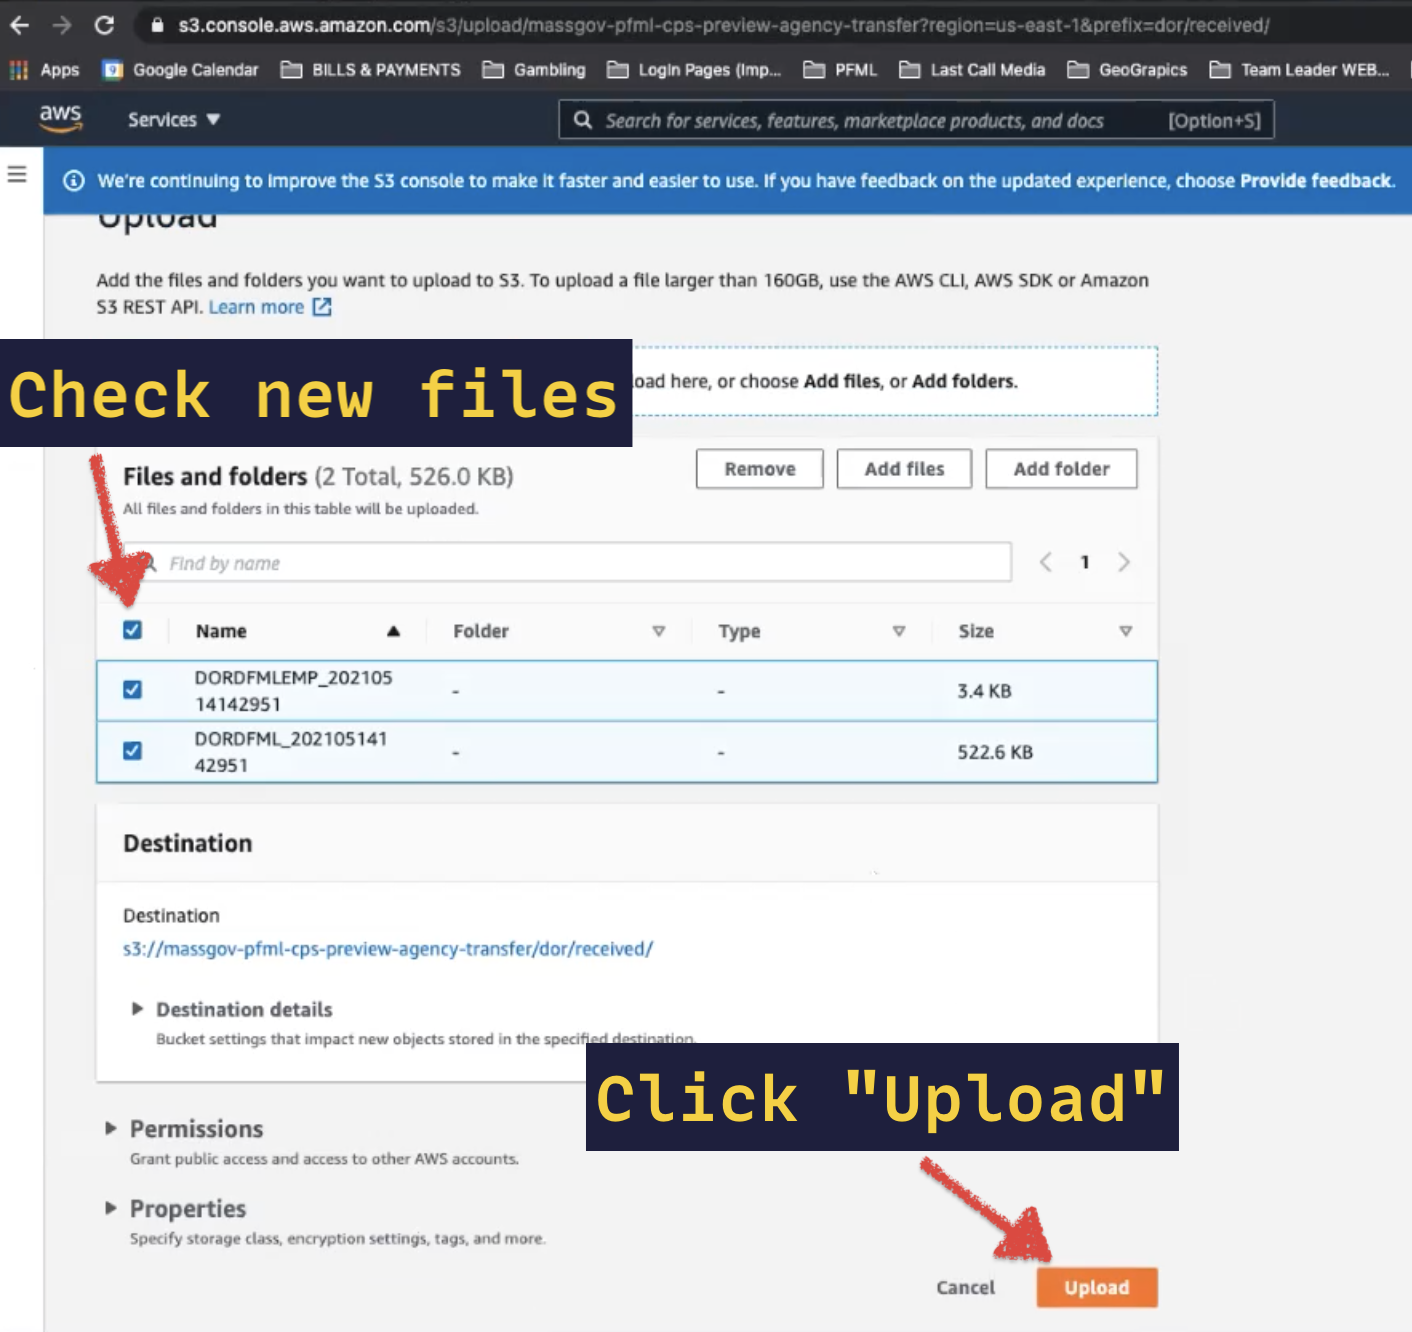 s3.console.aws.amazon.com/s3/upload/massgov-pfml-cps-preview-agency-transfer?region=us-east-1&prefix=dor/received/
Apps Google Calendar BILLS & PAYMENTS Gambling Login Pages (Imp... PFML Last Call Media GeoGrapics Team Leader WEB...
aws Services ▼ Search for services, features, marketplace products, and docs [Option+S]
We're continuing to improve the S3 console to make it faster and easier to use. If you have feedback on the updated experience, choose Provide feedback.
Upload
Add the files and folders you want to upload to S3. To upload a file larger than 160GB, use the AWS CLI, AWS SDK or Amazon
S3 REST API. Learn more
Check new files
load here, or choose Add files, or Add folders.
Files and folders (2 Total, 526.0 KB) Remove Add files Add folder
All files and folders in this table will be uploaded.
Find by name 1
Name Folder Type Size
DORDFMLEMP_202105
14142951 - - 3.4 KB
DORDFML_202105141
42951 - - 522.6 KB
Destination
Destination
s3://massgov-pfml-cps-preview-agency-transfer/dor/received/
Destination details
Bucket settings that impact new objects stored in the specified destination.
Click "Upload"
Permissions
Grant public access and access to other AWS accounts.
Properties
Specify storage class, encryption settings, tags, and more.
Cancel Upload